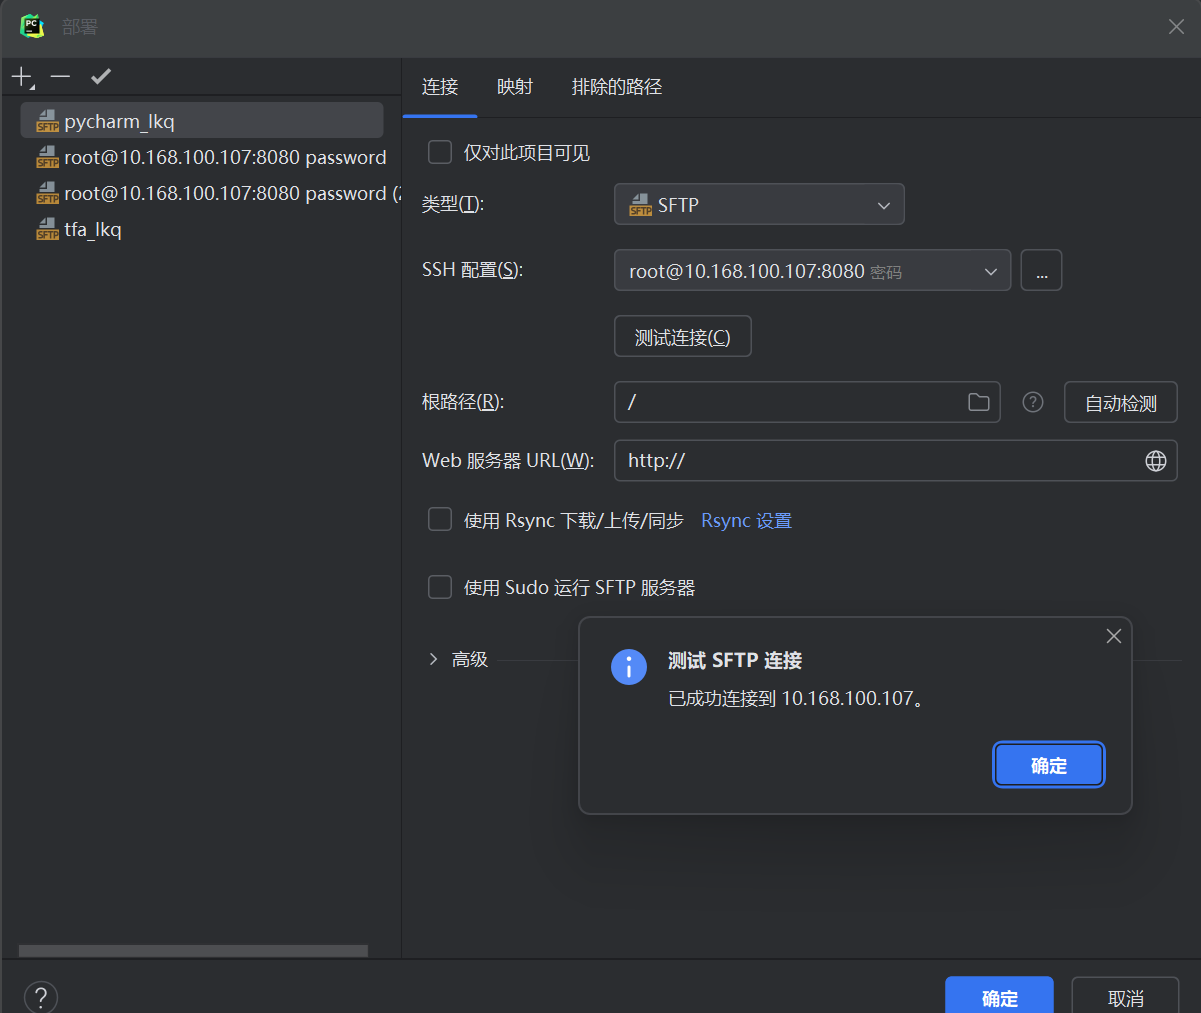 部署
连接 映射 排除的路径
pycharm_lkq
root@10.168.100.107:8080 password
root@10.168.100.107:8080 password (2
tfa_lkq
仅对此项目可见
类型(T): SFTP
SSH 配置(S): root@10.168.100.107:8080 密码 ...
测试连接(C)
根路径(R): / 自动检测
Web 服务器 URL(W): http://
使用 Rsync 下载/上传/同步 Rsync 设置
使用 Sudo 运行 SFTP 服务器
高级
测试 SFTP 连接
已成功连接到 10.168.100.107。
确定
确定 取消